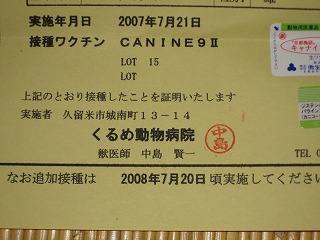 実施年月日 2007年7月21日
接種ワクチン CANINE9Ⅱ
LOT 15
LOT
上記のとおり接種したことを証明いたします
実施者 久留米市城南町13-14
くるめ動物病院
獣医師 中島 賢一
中島
なお追加接種は 2008年7月20日 頃実施してくださ